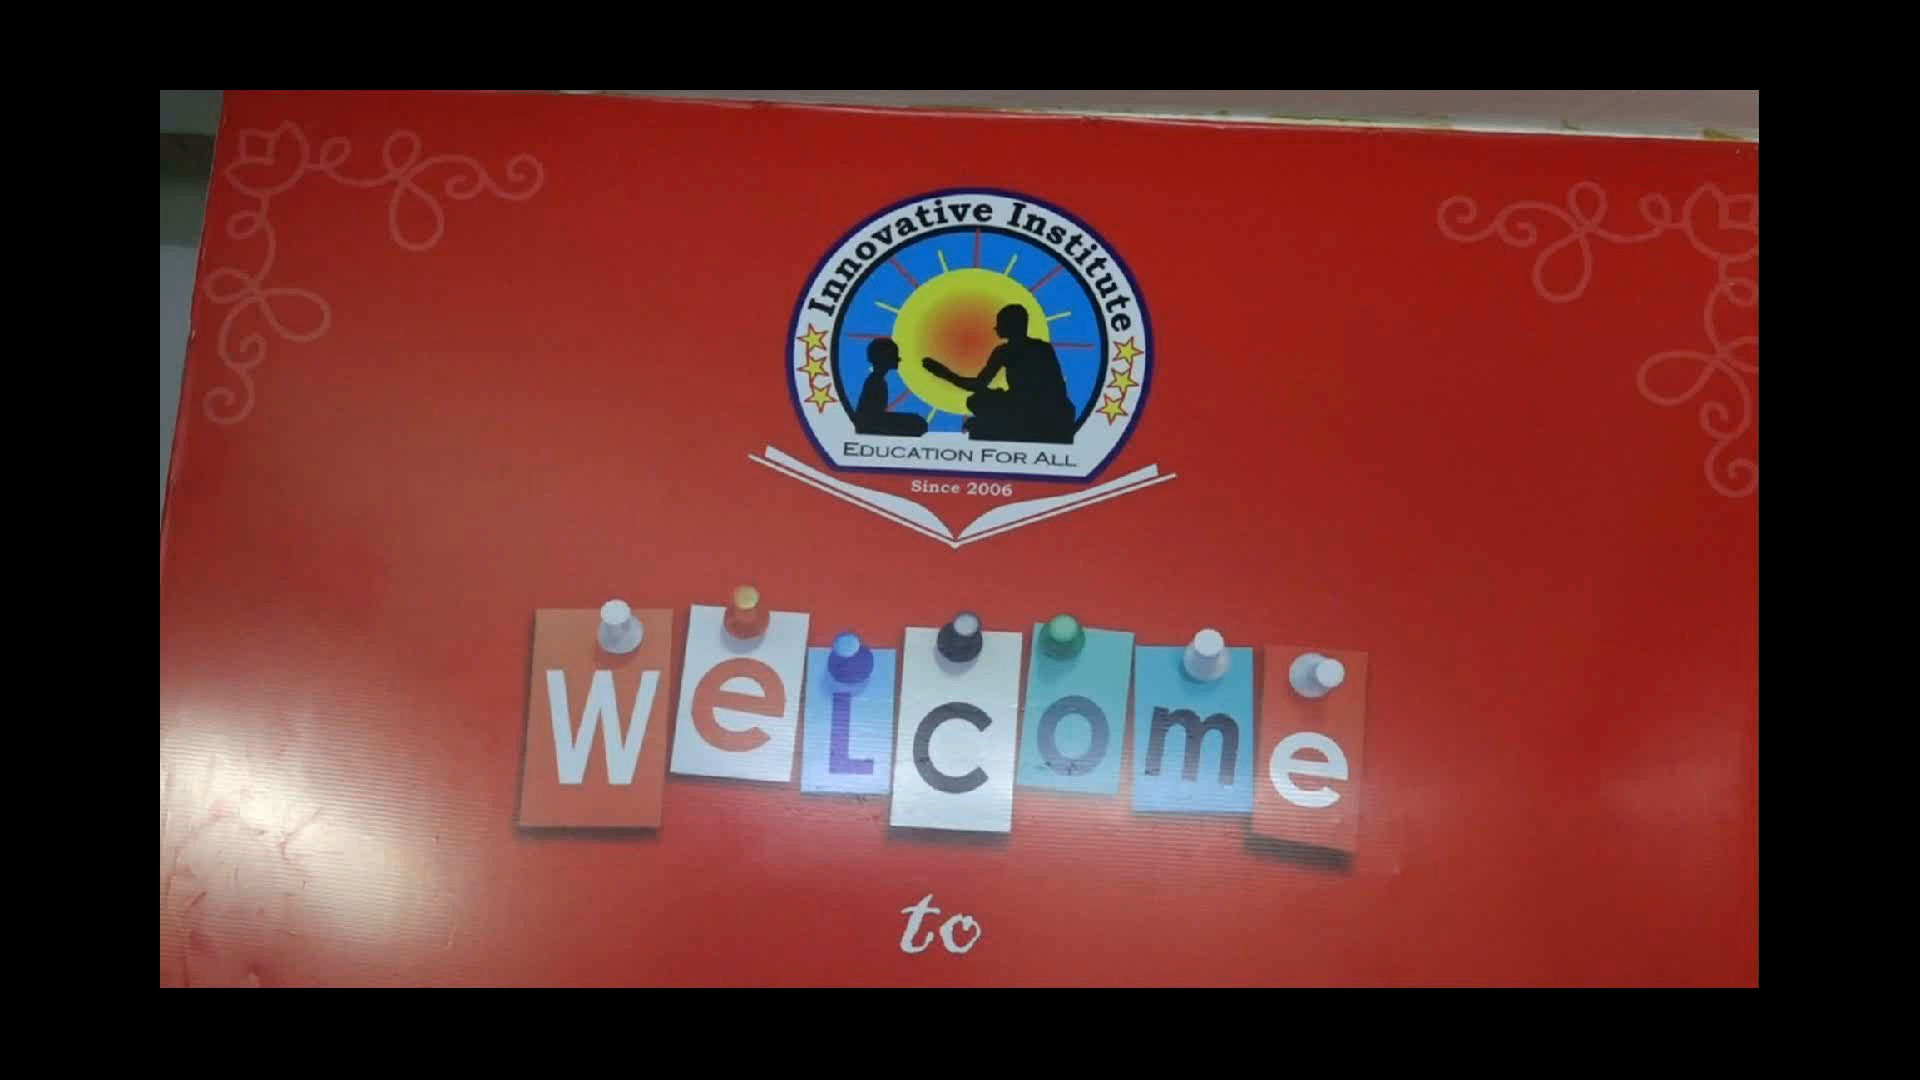 Innovative Institute
EDUCATION FOR ALL
Since 2006
weLcome
to